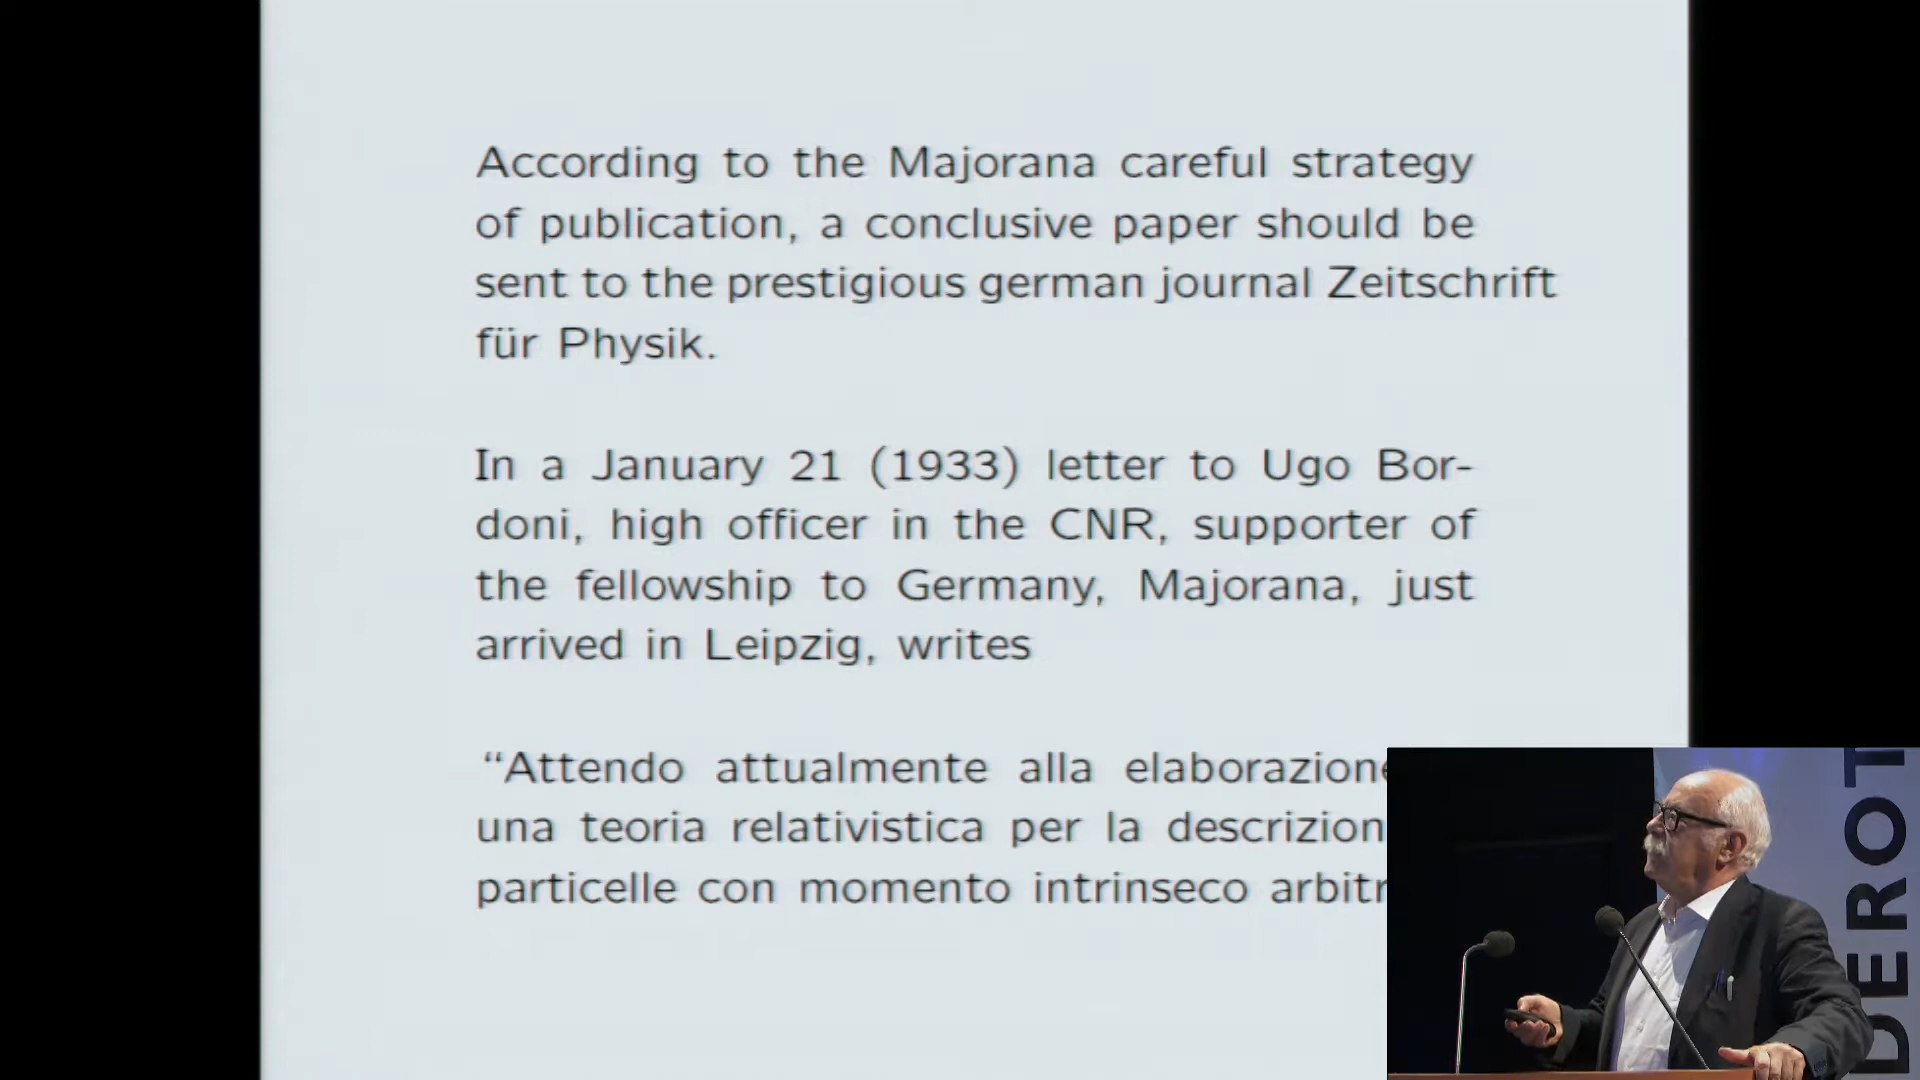 According to the Majorana careful strategy
of publication, a conclusive paper should be
sent to the prestigious german journal Zeitschrift
für Physik.
In a January 21 (1933) letter to Ugo Bor-
doni, high officer in the CNR, supporter of
the fellowship to Germany, Majorana, just
arrived in Leipzig, writes
“Attendo attualmente alla elaborazione
una teoria relativistica per la descrizion
particelle con momento intrinseco arbitr
DEROT